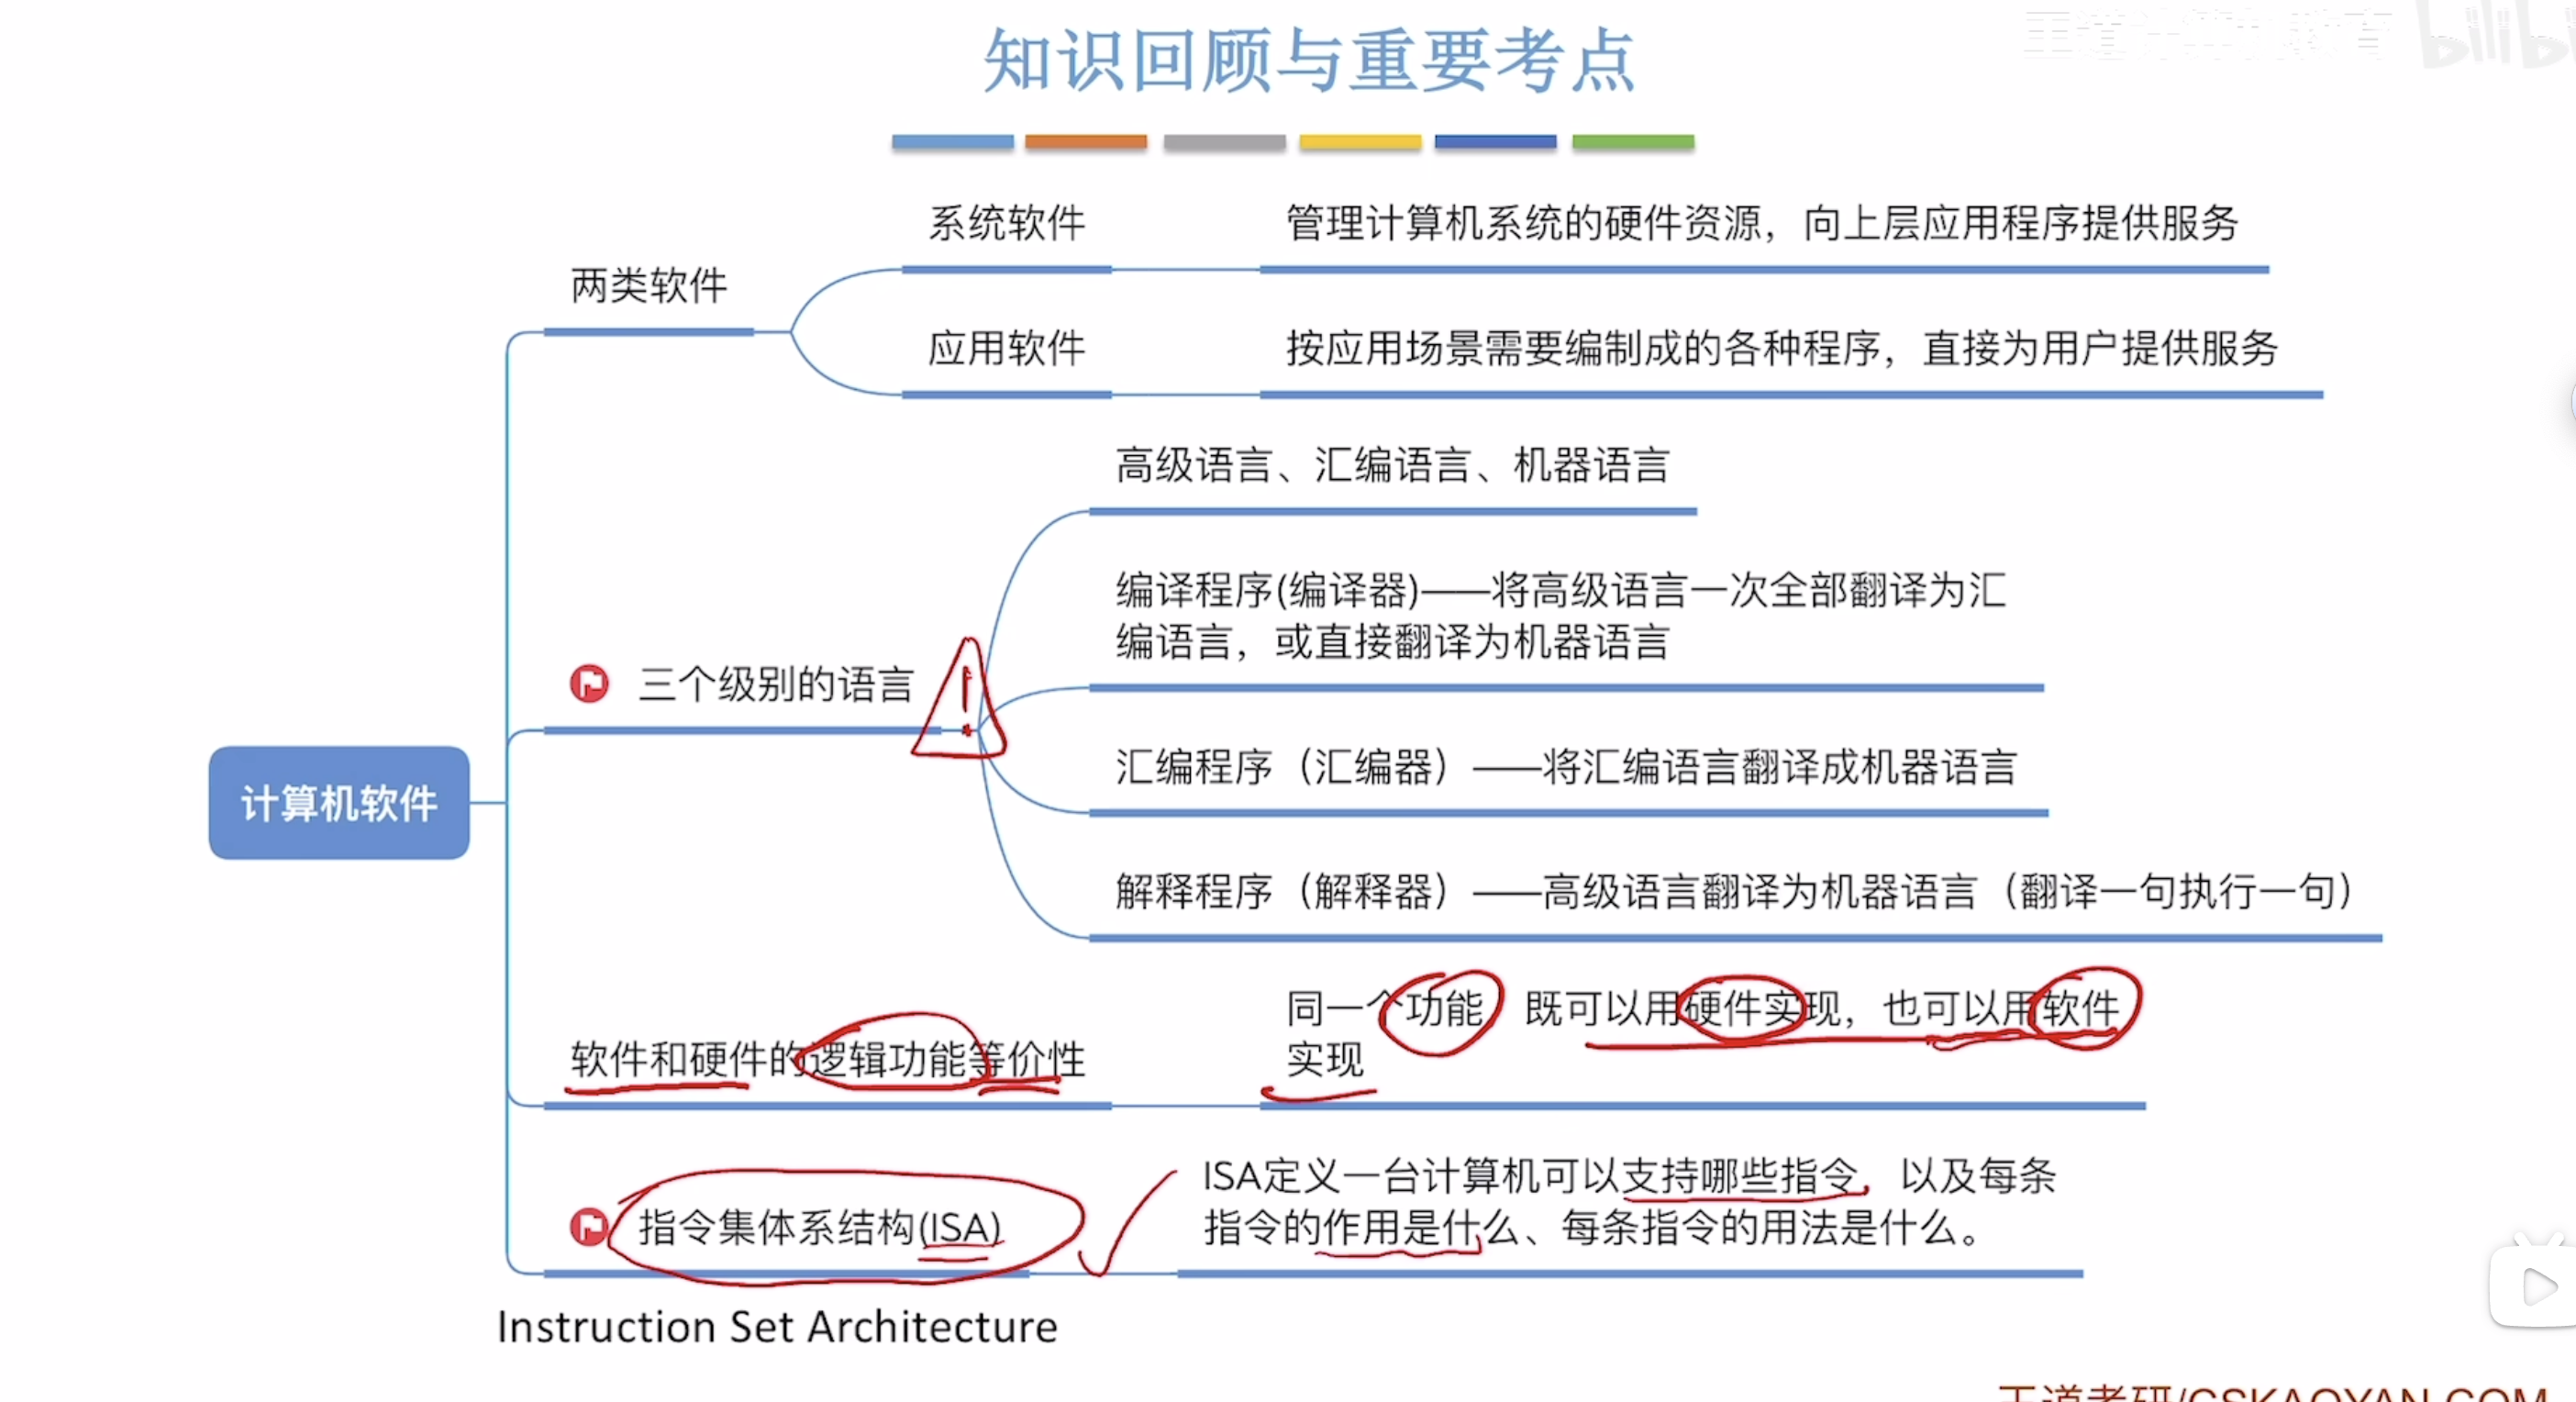 知识回顾与重要考点
系统软件
管理计算机系统的硬件资源，向上层应用程序提供服务
两类软件
应用软件
按应用场景需要编制成的各种程序，直接为用户提供服务
高级语言、汇编语言、机器语言
编译程序(编译器)——将高级语言一次全部翻译为汇
编语言，或直接翻译为机器语言
三个级别的语言
汇编程序（汇编器）——将汇编语言翻译成机器语言
计算机软件
解释程序（解释器）——高级语言翻译为机器语言（翻译一句执行一句）
软件和硬件的逻辑功能等价性
同一个功能 既可以用硬件实现，也可以用软件
实现
指令集体系结构(ISA)
ISA定义一台计算机可以支持哪些指令，以及每条
指令的作用是什么、每条指令的用法是什么。
Instruction Set Architecture
王道考研/CSKAOYAN.COM